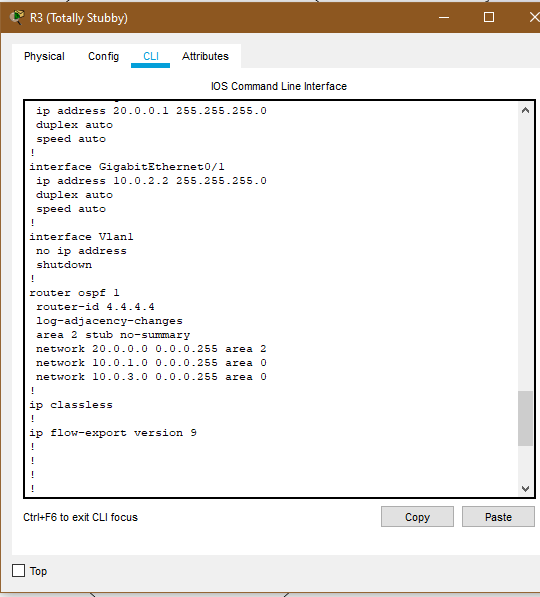 R3 (Totally Stubby)
Physical Config CLI Attributes
IOS Command Line Interface
ip address 20.0.0.1 255.255.255.0
duplex auto
speed auto
!
interface GigabitEthernet0/1
ip address 10.0.2.2 255.255.255.0
duplex auto
speed auto
!
interface Vlan1
no ip address
shutdown
!
router ospf 1
router-id 4.4.4.4
log-adjacency-changes
area 2 stub no-summary
network 20.0.0.0 0.0.0.255 area 2
network 10.0.1.0 0.0.0.255 area 0
network 10.0.3.0 0.0.0.255 area 0
!
ip classless
!
ip flow-export version 9
!
!
!
!
Ctrl+F6 to exit CLI focus
Copy Paste
Top